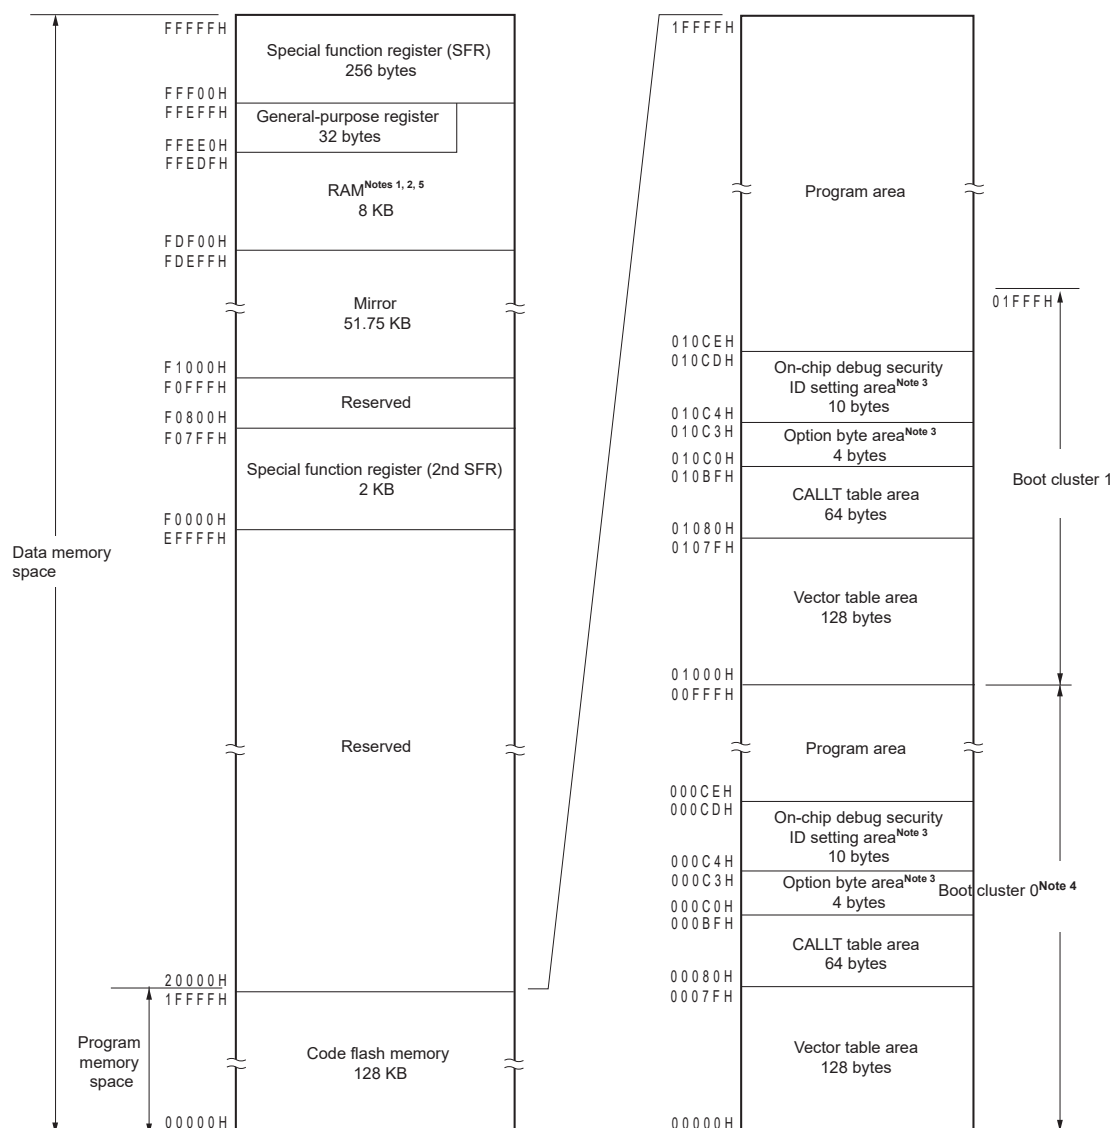 FFFFFH
Special function register (SFR)
256 bytes
FFF00H
FFEFFH
General-purpose register
32 bytes
FFEE0H
FFEDFH
RAMNotes 1, 2, 5
8 KB
FDF00H
FDEFFH
Mirror
51.75 KB
F1000H
F0FFFH
Reserved
F0800H
F07FFH
Special function register (2nd SFR)
2 KB
F0000H
EFFFFH
Data memory
space
Reserved
20000H
1FFFFH
Program
memory
space
Code flash memory
128 KB
00000H
1FFFFH
Program area
01FFFH
010CEH
010CDH
On-chip debug security
ID setting areaNote 3
10 bytes
010C4H
010C3H
Option byte areaNote 3
4 bytes
010C0H
010BFH
Boot cluster 1
CALLT table area
64 bytes
01080H
0107FH
Vector table area
128 bytes
01000H
00FFFH
Program area
000CEH
000CDH
On-chip debug security
ID setting areaNote 3
10 bytes
000C4H
000C3H
Option byte areaNote 3
4 bytes
Boot cluster 0Note 4
000C0H
000BFH
CALLT table area
64 bytes
00080H
0007FH
Vector table area
128 bytes
00000H